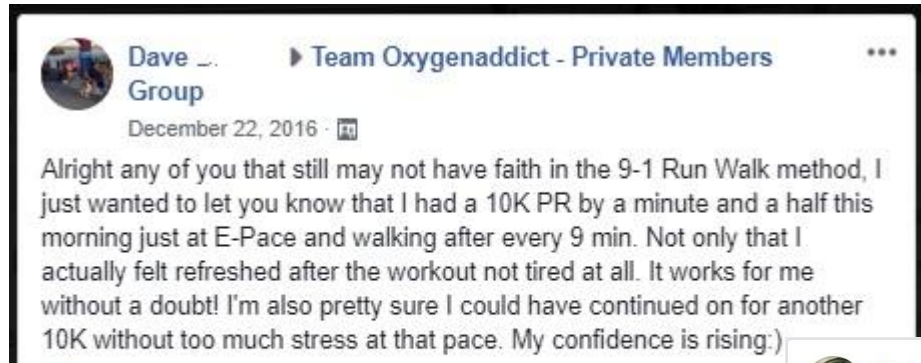 Dave Team Oxygenaddict - Private Members
Group
December 22, 2016 ·
Alright any of you that still may not have faith in the 9-1 Run Walk method, I
just wanted to let you know that I had a 10K PR by a minute and a half this
morning just at E-Pace and walking after every 9 min. Not only that I
actually felt refreshed after the workout not tired at all. It works for me
without a doubt! I'm also pretty sure I could have continued on for another
10K without too much stress at that pace. My confidence is rising:)